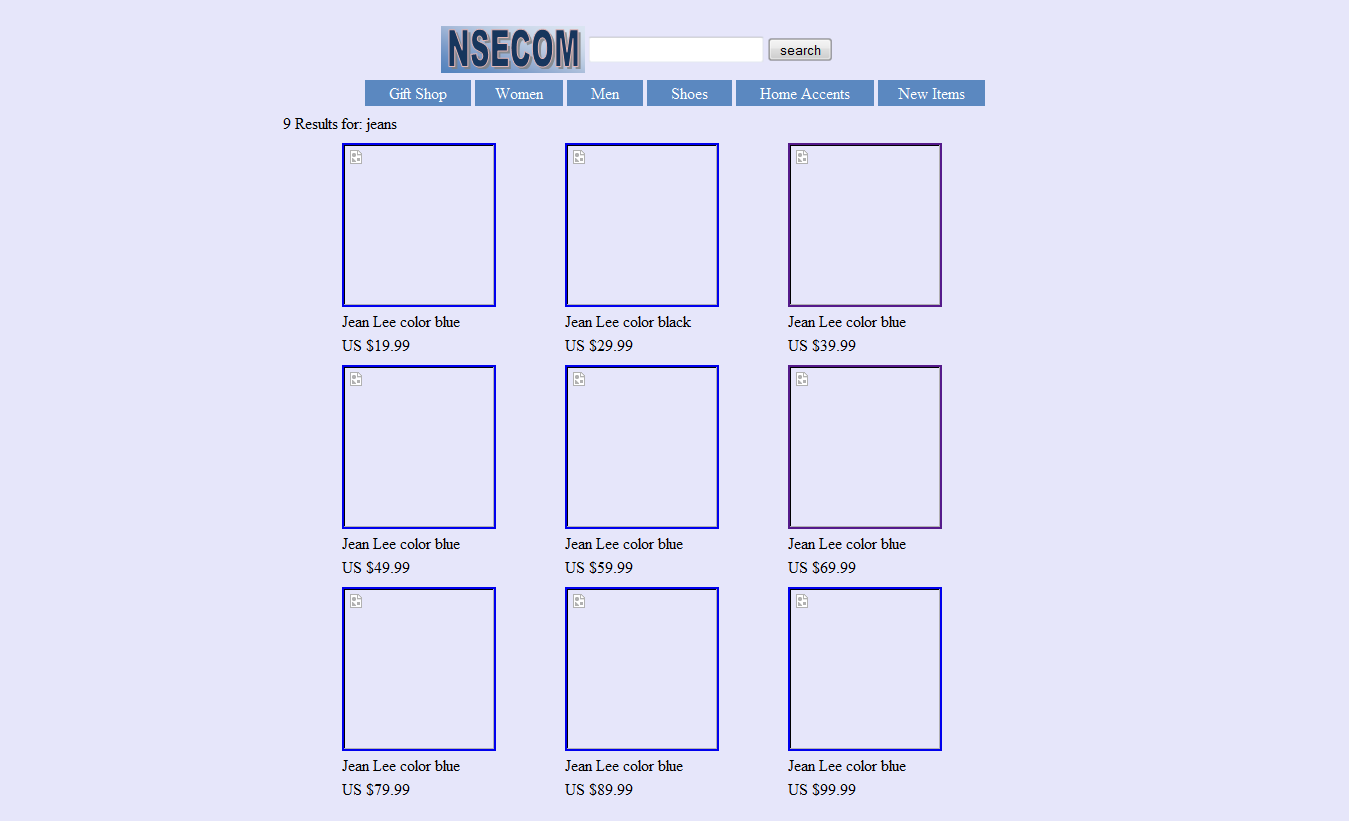 NSECOM search
Gift Shop Women Men Shoes Home Accents New Items
9 Results for: jeans
Jean Lee color blue Jean Lee color black Jean Lee color blue
US $19.99 US $29.99 US $39.99
Jean Lee color blue Jean Lee color blue Jean Lee color blue
US $49.99 US $59.99 US $69.99
Jean Lee color blue Jean Lee color blue Jean Lee color blue
US $79.99 US $89.99 US $99.99